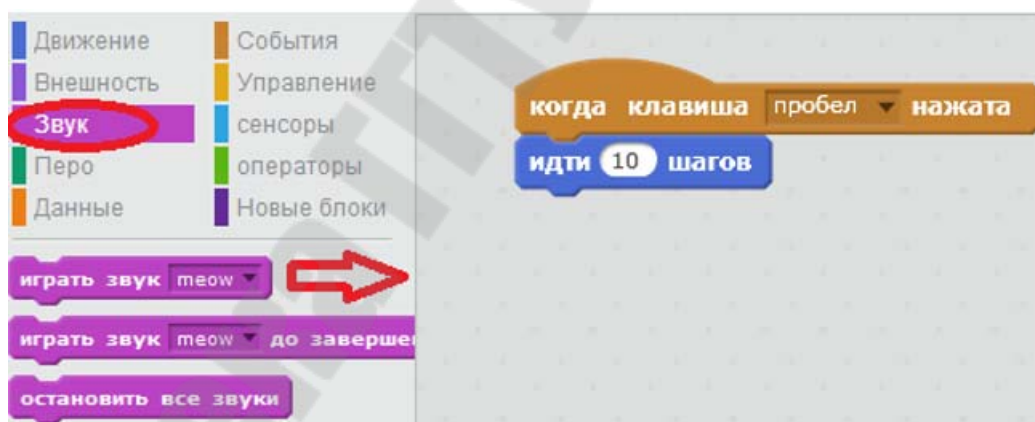 Движение
События
Внешность
Управление
Звук
сенсоры
Перо
операторы
Данные
Новые блоки
играть звук meow
играть звук meow до заверше
остановить все звуки
когда клавиша пробел нажата
идти 10 шагов